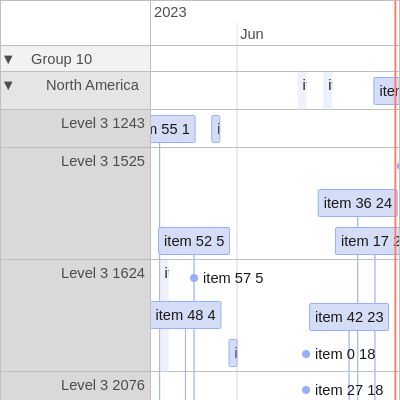 2023
Jun
▼ Group 10
▼ North America
Level 3 1243
55 1
Level 3 1525
item 36 24
item 52 5
item 17
Level 3 1624
item 57 5
item 48 4
item 42 23
item 0 18
Level 3 2076
item 27 18